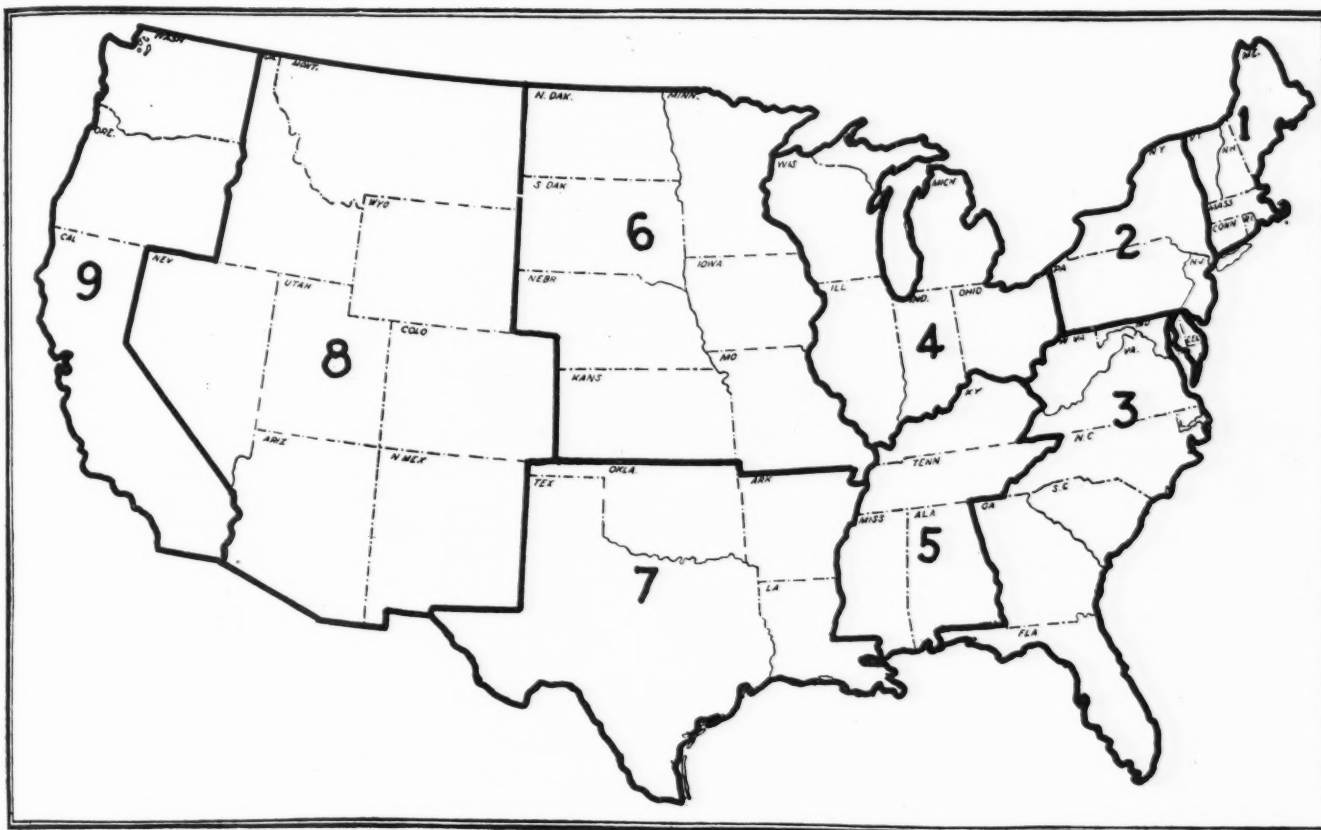 WASH
ORE.
CAL
9
NEV
IDA.
MONT.
WYO
UTAH
8
COLO
ARIZ
N MEX
N. DAK.
S. DAK
6
NEBR
KANS
MINN.
IOWA
MO
OKLA.
TEX
7
ARK
LA
WIS.
MICH
ILL
IND.
OHIO
4
KY
TENN
MISS
ALA
5
GA
FLA
S.C
N.C
3
VA.
W VA.
MD
DEL
PA
N.J.
2
N.Y.
VT.
N.H.
ME.
1
MASS
CONN
R.I.